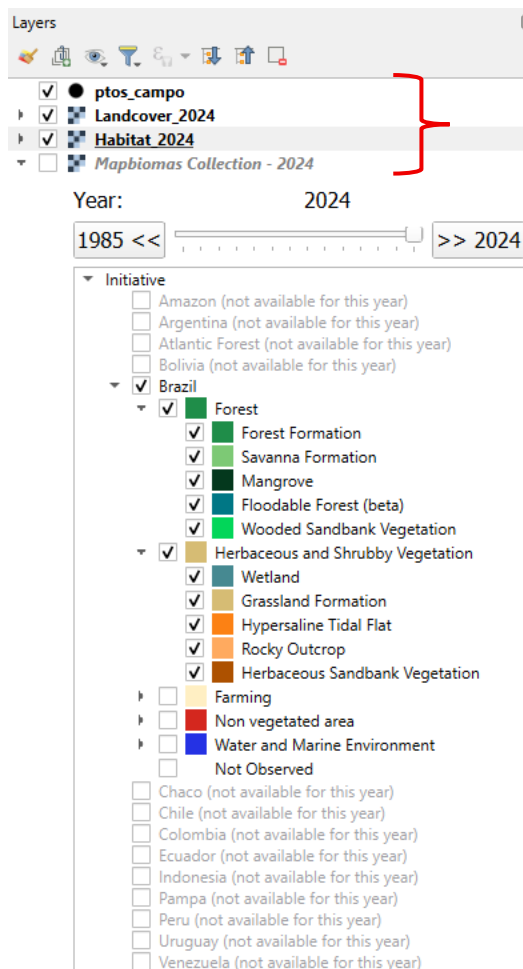 Layers
ptos_campo
Landcover_2024
Habitat_2024
Mapbiomas Collection - 2024
Year: 2024
1985 << >> 2024
Initiative
Amazon (not available for this year)
Argentina (not available for this year)
Atlantic Forest (not available for this year)
Bolivia (not available for this year)
Brazil
Forest
Forest Formation
Savanna Formation
Mangrove
Floodable Forest (beta)
Wooded Sandbank Vegetation
Herbaceous and Shrubby Vegetation
Wetland
Grassland Formation
Hypersaline Tidal Flat
Rocky Outcrop
Herbaceous Sandbank Vegetation
Farming
Non vegetated area
Water and Marine Environment
Not Observed
Chaco (not available for this year)
Chile (not available for this year)
Colombia (not available for this year)
Ecuador (not available for this year)
Indonesia (not available for this year)
Pampa (not available for this year)
Peru (not available for this year)
Uruguay (not available for this year)
Venezuela (not available for this year)